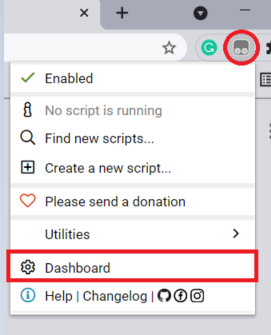 Enabled
No script is running
Find new scripts...
Create a new script...
Please send a donation
Utilities
Dashboard
Help | Changelog |